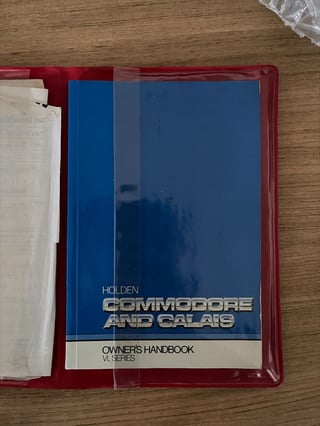 HOLDEN
COMMODORE
AND CALAIS
OWNER'S HANDBOOK
VL SERIES